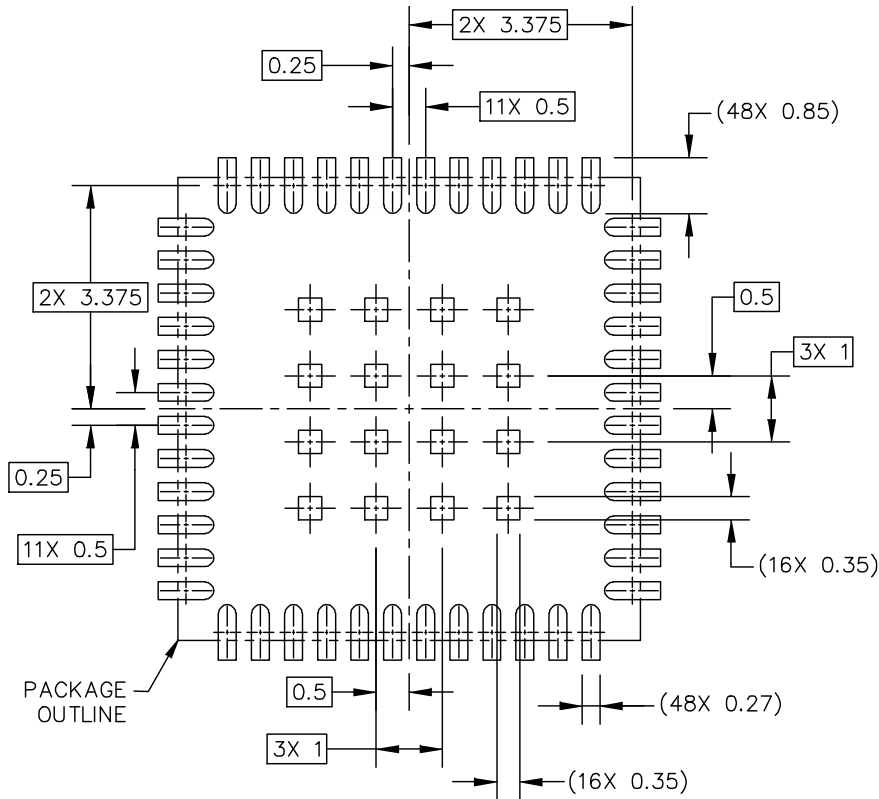 2X 3.375
0.25
11X 0.5
(48X 0.85)
2X 3.375
0.5
3X 1
0.25
11X 0.5
(16X 0.35)
PACKAGE
OUTLINE
0.5
(48X 0.27)
3X 1
(16X 0.35)